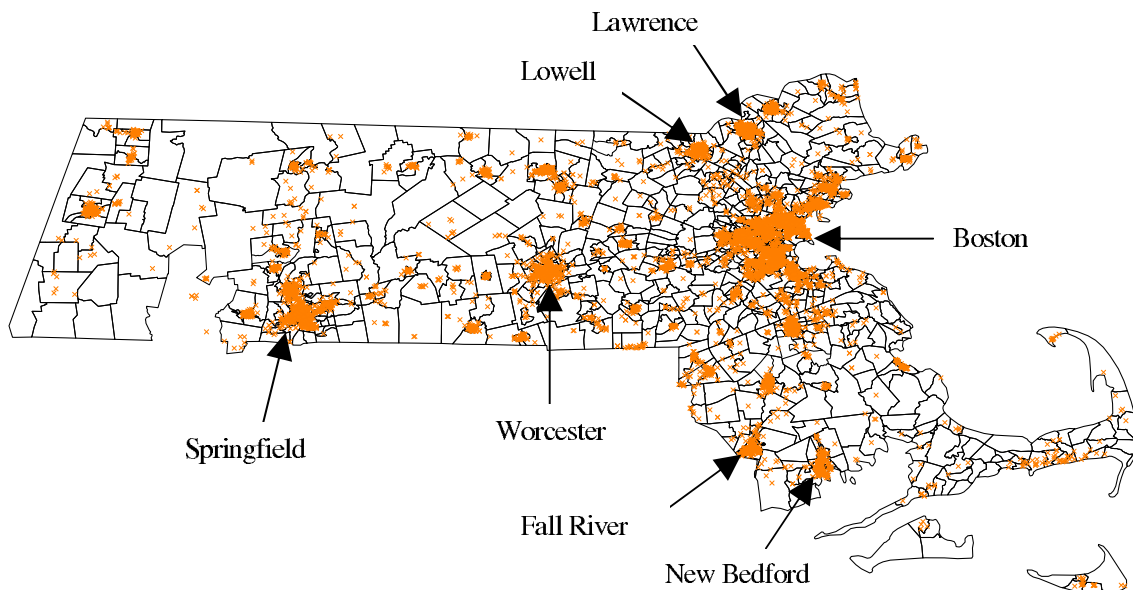 Lawrence
Lowell
Boston
Worcester
Springfield
Fall River
New Bedford